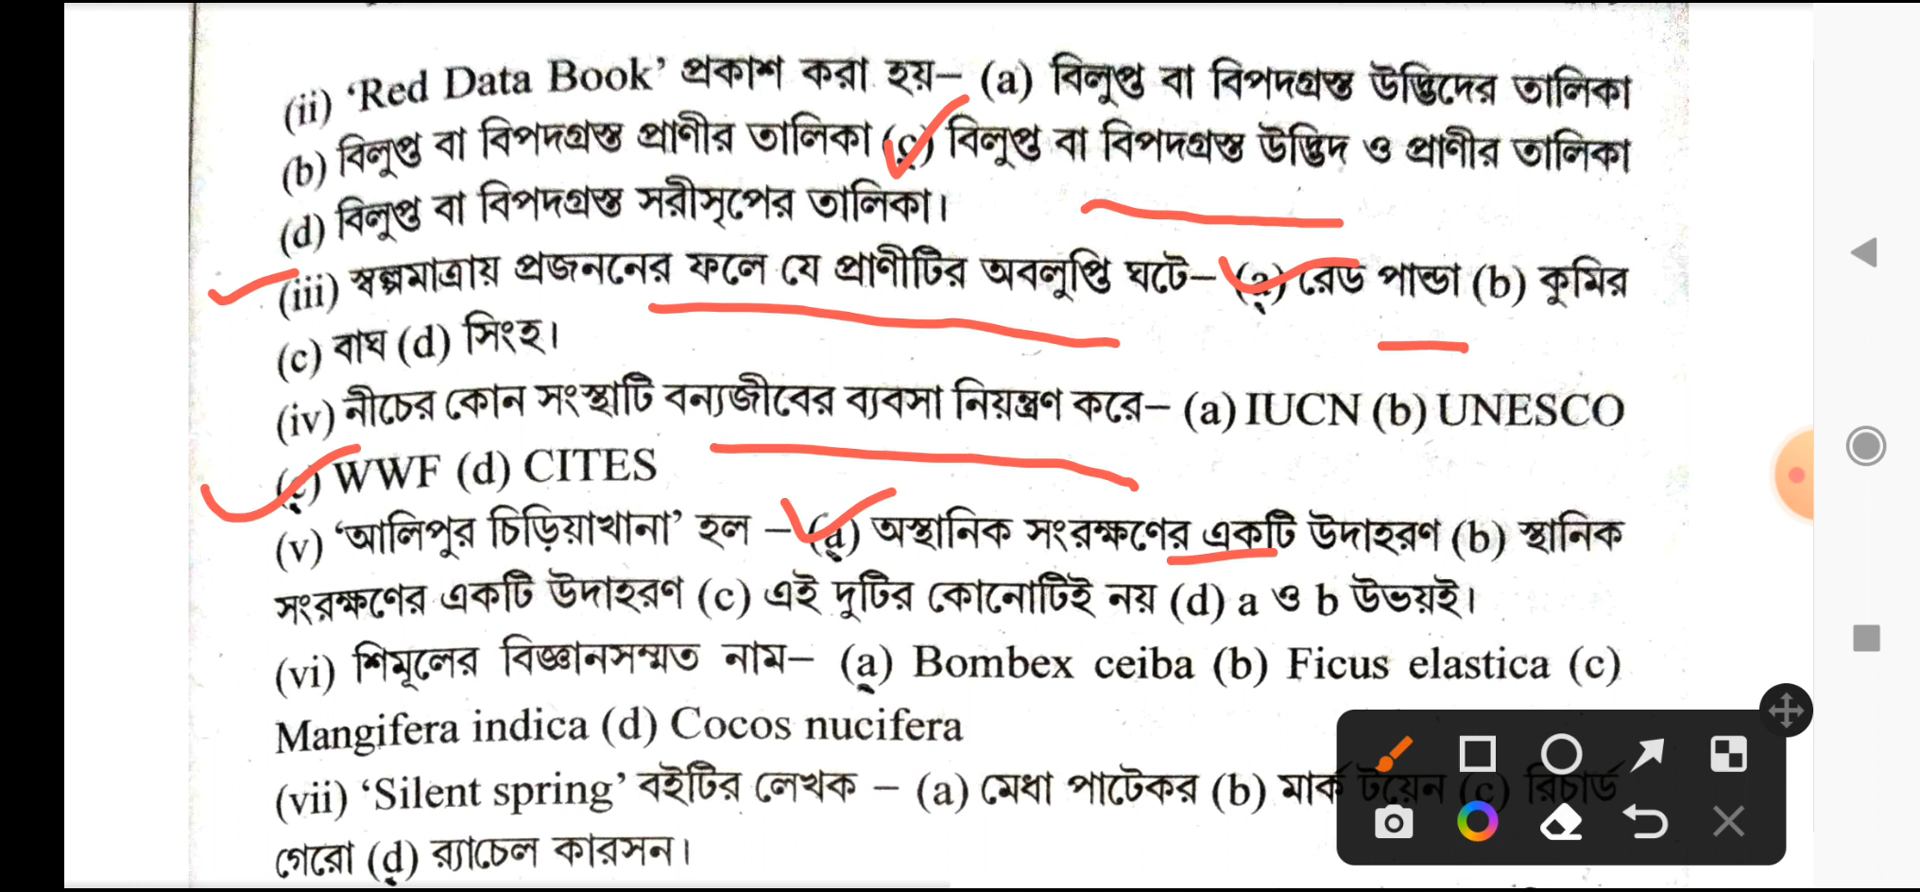 (ii) ‘Red Data Book’ প্রকাশ করা হয়– (a) বিলুপ্ত বা বিপদগ্রস্ত উদ্ভিদের তালিকা
(b) বিলুপ্ত বা বিপদগ্রস্ত প্রাণীর তালিকা (c) বিলুপ্ত বা বিপদগ্রস্ত উদ্ভিদ ও প্রাণীর তালিকা
(d) বিলুপ্ত বা বিপদগ্রস্ত সরীসৃপের তালিকা।
(iii) স্বল্পমাত্রায় প্রজননের ফলে যে প্রাণীটির অবলুপ্তি ঘটে– (a) রেড পান্ডা (b) কুমির
(c) বাঘ (d) সিংহ।
(iv) নীচের কোন সংস্থাটি বন্যজীবের ব্যবসা নিয়ন্ত্রণ করে– (a) IUCN (b) UNESCO
(c) WWF (d) CITES
(v) ‘আলিপুর চিড়িয়াখানা’ হল – (a) অস্থানিক সংরক্ষণের একটি উদাহরণ (b) স্থানিক
সংরক্ষণের একটি উদাহরণ (c) এই দুটির কোনোটিই নয় (d) a ও b উভয়ই।
(vi) শিমূলের বিজ্ঞানসম্মত নাম– (a) Bombex ceiba (b) Ficus elastica (c)
Mangifera indica (d) Cocos nucifera
(vii) ‘Silent spring’ বইটির লেখক – (a) মেধা পাটেকর (b) মার্ক টয়েন (c) রিচার্ড
গেরো (d) র‍্যাচেল কারসন।